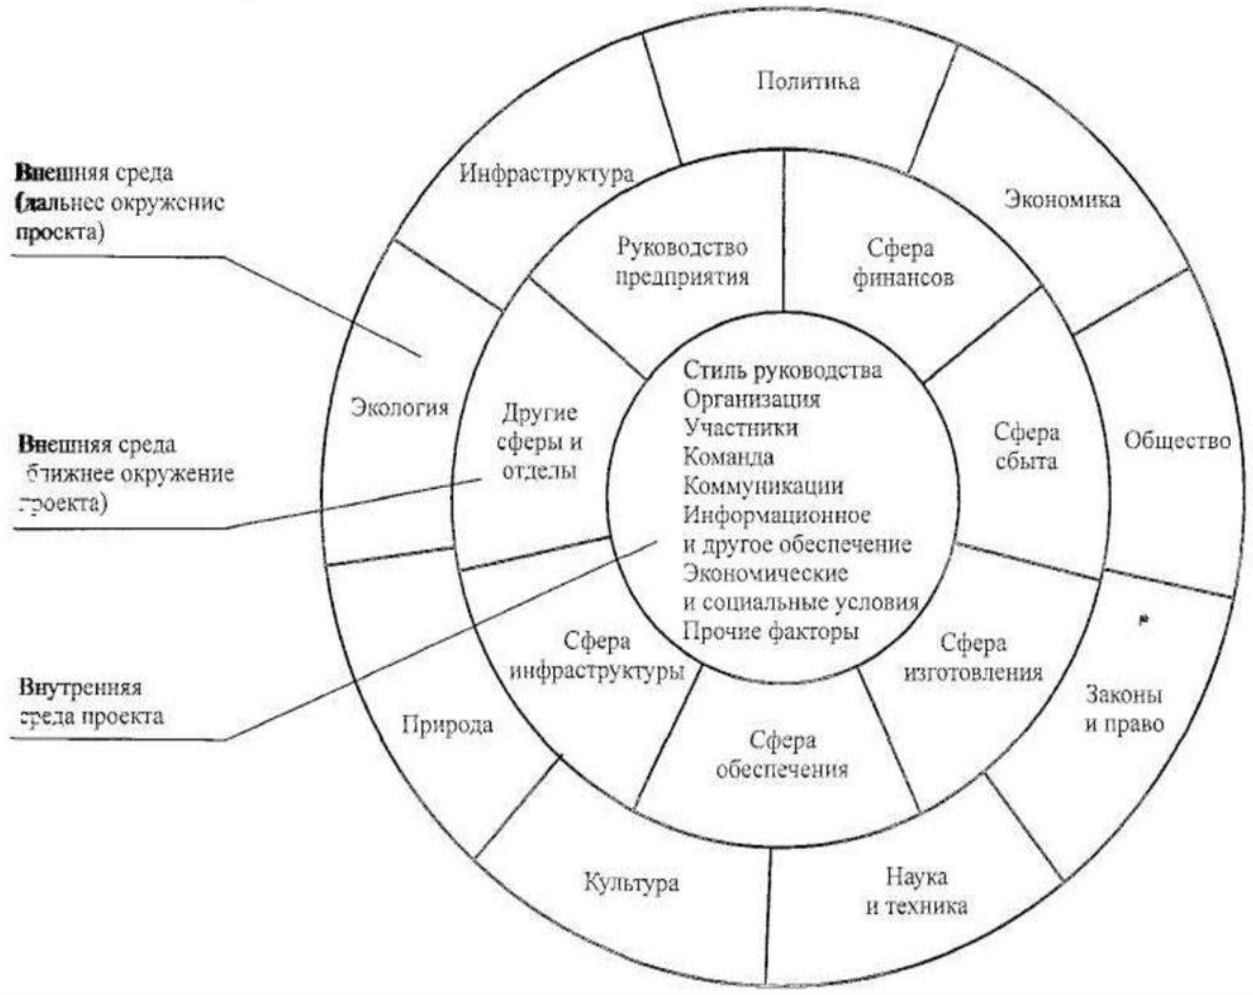 Политика
Инфраструктура
Экономика
Внешняя среда
(дальнее окружение
проекта)
Руководство
предприятия
Сфера
финансов
Стиль руководства
Организация
Участники
Команда
Коммуникации
Информационное
и другое обеспечение
Экономические
и социальные условия
Прочие факторы
Экология
Другие
сферы и
отделы
Сфера
сбыта
Общество
Внешняя среда
ближнее окружение
проекта)
Сфера
инфраструктуры
Сфера
изготовления
Внутренняя
среда проекта
Природа
Сфера
обеспечения
Законы
и право
Культура
Наука
и техника